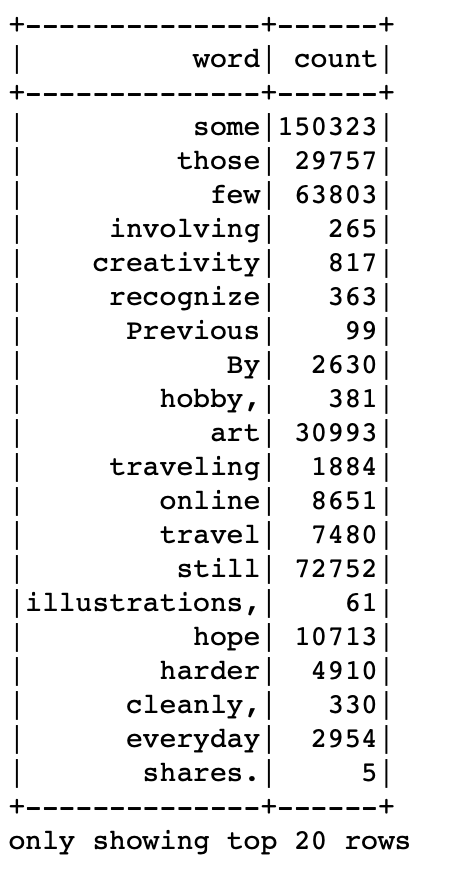 +--------------+------+
|          word| count|
+--------------+------+
|          some|150323|
|         those| 29757|
|           few| 63803|
|     involving|   265|
|    creativity|   817|
|     recognize|   363|
|      Previous|    99|
|            By|  2630|
|        hobby,|   381|
|           art| 30993|
|     traveling|  1884|
|        online|  8651|
|        travel|  7480|
|         still| 72752|
|illustrations,|    61|
|          hope| 10713|
|        harder|  4910|
|      cleanly,|   330|
|      everyday|  2954|
|       shares.|     5|
+--------------+------+
only showing top 20 rows